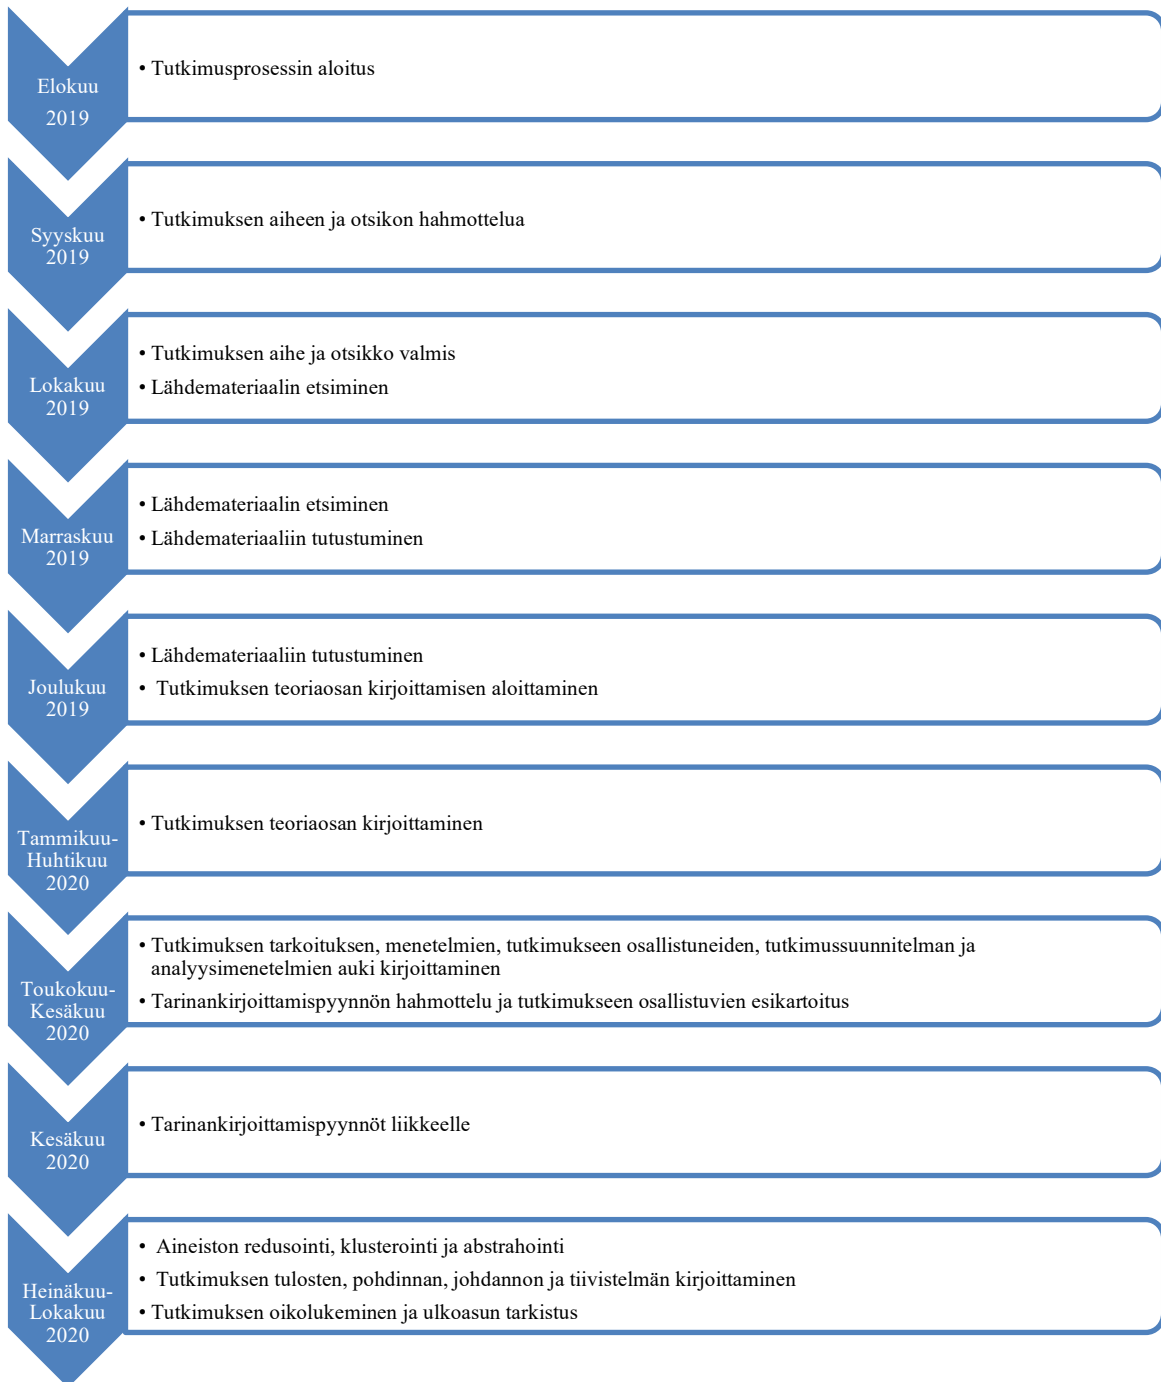 Elokuu
2019
• Tutkimusprosessin aloitus
Syyskuu
2019
• Tutkimuksen aiheen ja otsikon hahmottelua
Lokakuu
2019
• Tutkimuksen aihe ja otsikko valmis
• Lähdemateriaalin etsiminen
Marraskuu
2019
• Lähdemateriaalin etsiminen
• Lähdemateriaaliin tutustuminen
Joulukuu
2019
• Lähdemateriaaliin tutustuminen
• Tutkimuksen teoriaosan kirjoittamisen aloittaminen
Tammikuu-
Huhtikuu
2020
• Tutkimuksen teoriaosan kirjoittaminen
Toukokuu-
Kesäkuu
2020
• Tutkimuksen tarkoituksen, menetelmien, tutkimukseen osallistuneiden, tutkimussuunnitelman ja
analyysimenetelmien auki kirjoittaminen
• Tarinankirjoittamispyynnön hahmottelu ja tutkimukseen osallistuvien esikartoitus
Kesäkuu
2020
• Tarinankirjoittamispyynnöt liikkeelle
Heinäkuu-
Lokakuu
2020
• Aineiston redusointi, klusterointi ja abstrahointi
• Tutkimuksen tulosten, pohdinnan, johdannon ja tiivistelmän kirjoittaminen
• Tutkimuksen oikolukeminen ja ulkoasun tarkistus